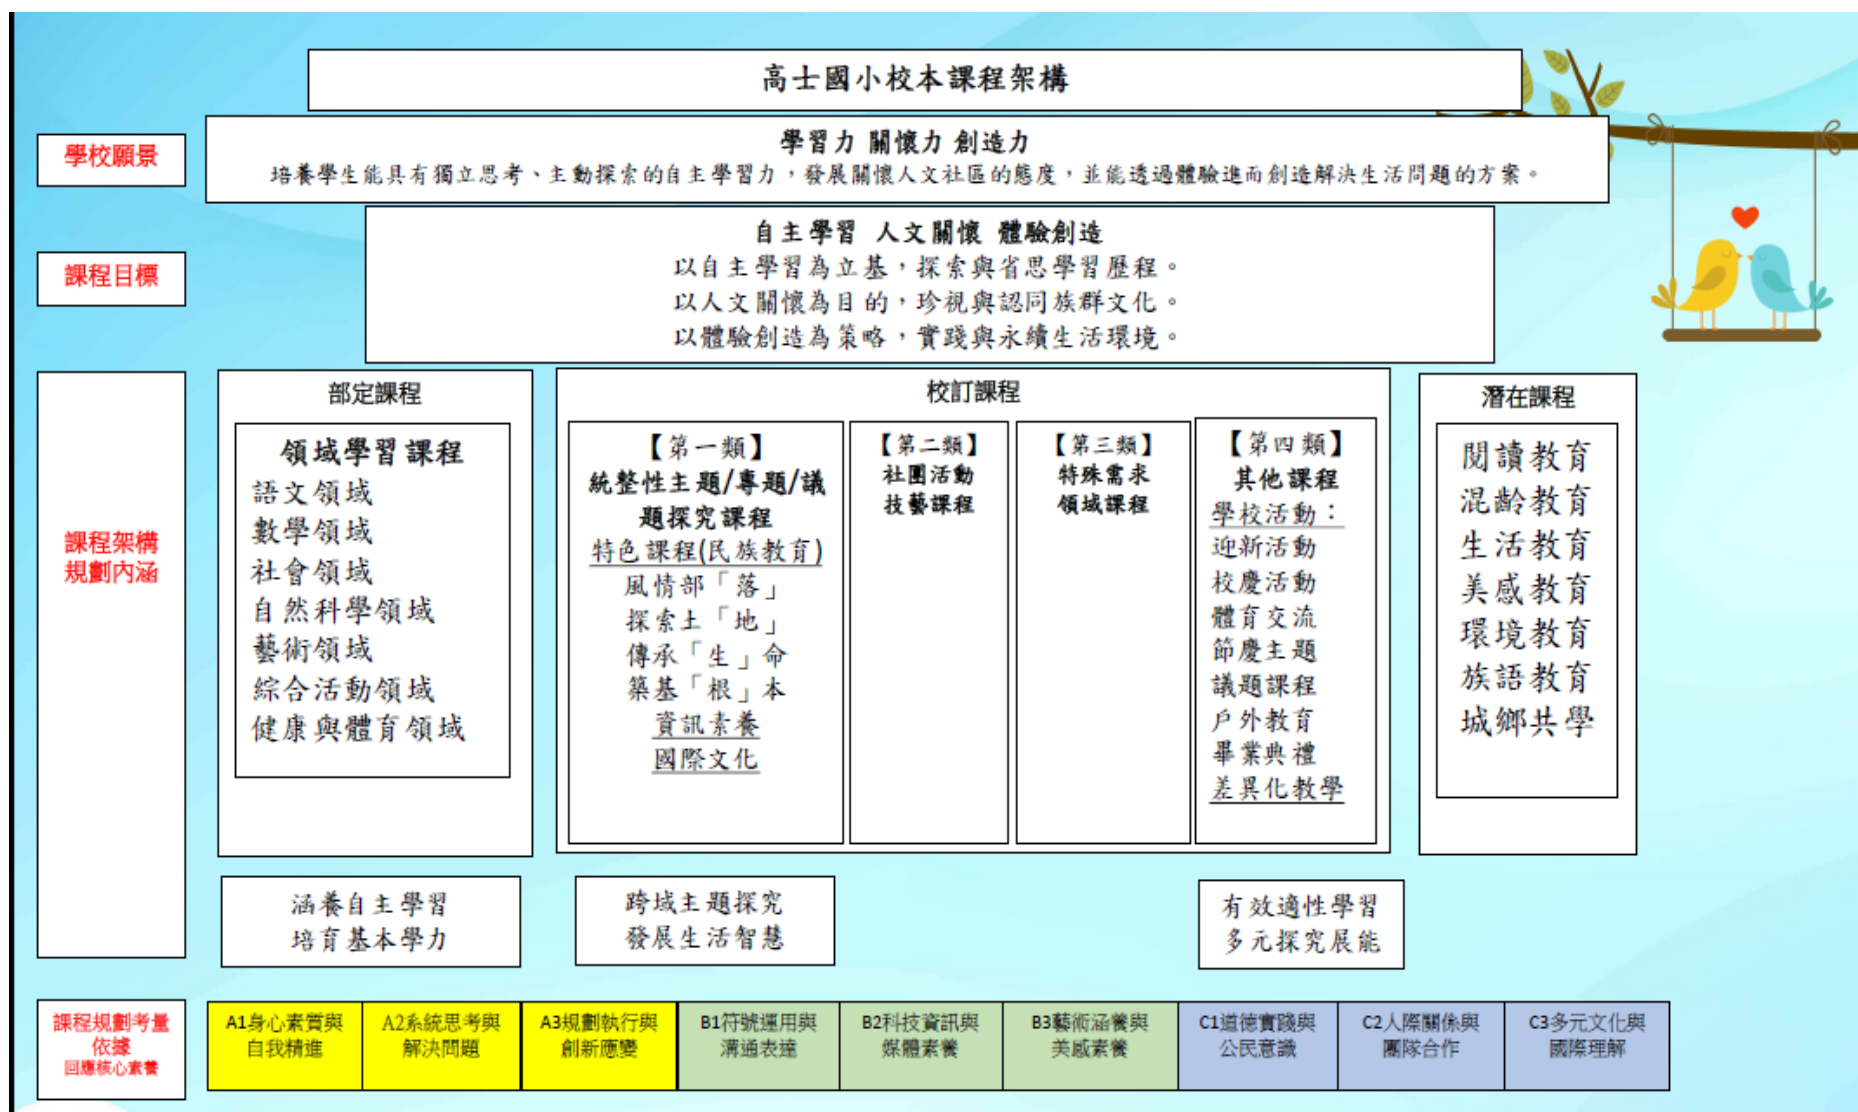 高士國小校本課程架構
學校願景
學習力 關懷力 創造力
培養學生能具有獨立思考、主動探索的自主學習力，發展關懷人文社區的態度，並能透過體驗進而創造解決生活問題的方案。
課程目標
自主學習 人文關懷 體驗創造
以自主學習為立基，探索與省思學習歷程。
以人文關懷為目的，珍視與認同族群文化。
以體驗創造為策略，實踐與永續生活環境。
課程架構
規劃內涵
部定課程
領域學習課程
語文領域
數學領域
社會領域
自然科學領域
藝術領域
綜合活動領域
健康與體育領域
校訂課程
【第一類】
統整性主題/專題/議
題探究課程
特色課程(民族教育)
風情部「落」
探索土「地」
傳承「生」命
築基「根」本
資訊素養
國際文化
【第二類】
社團活動
技藝課程
【第三類】
特殊需求
領域課程
【第四類】
其他課程
學校活動：
迎新活動
校慶活動
體育交流
節慶主題
議題課程
戶外教育
畢業典禮
差異化教學
潛在課程
閱讀教育
混齡教育
生活教育
美感教育
環境教育
族語教育
城鄉共學
涵養自主學習
培育基本學力
跨域主題探究
發展生活智慧
有效適性學習
多元探究展能
課程規劃考量
依據
回應核心素養
A1身心素質與
自我精進
A2系統思考與
解決問題
A3規劃執行與
創新應變
B1符號運用與
溝通表達
B2科技資訊與
媒體素養
B3藝術涵養與
美感素養
C1道德實踐與
公民意識
C2人際關係與
團隊合作
C3多元文化與
國際理解